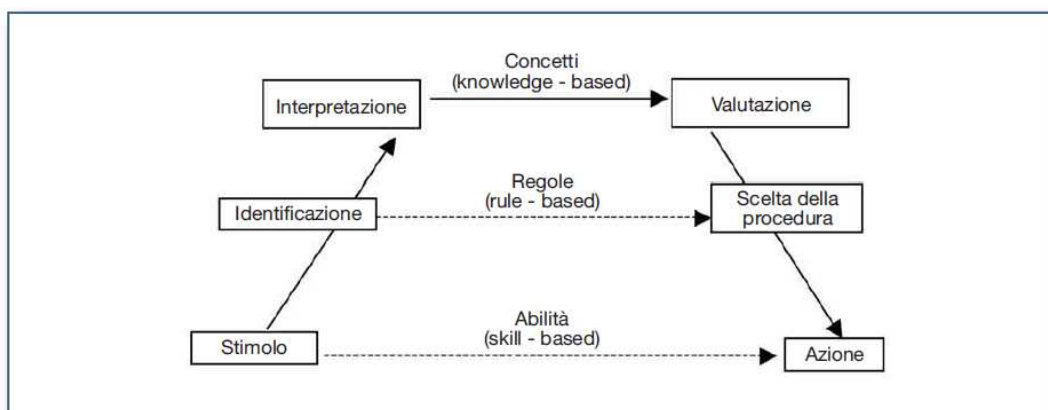 Concetti
(knowledge - based)
Interpretazione
Valutazione
Regole
(rule - based)
Identificazione
Scelta della
procedura
Abilità
(skill - based)
Stimolo
Azione